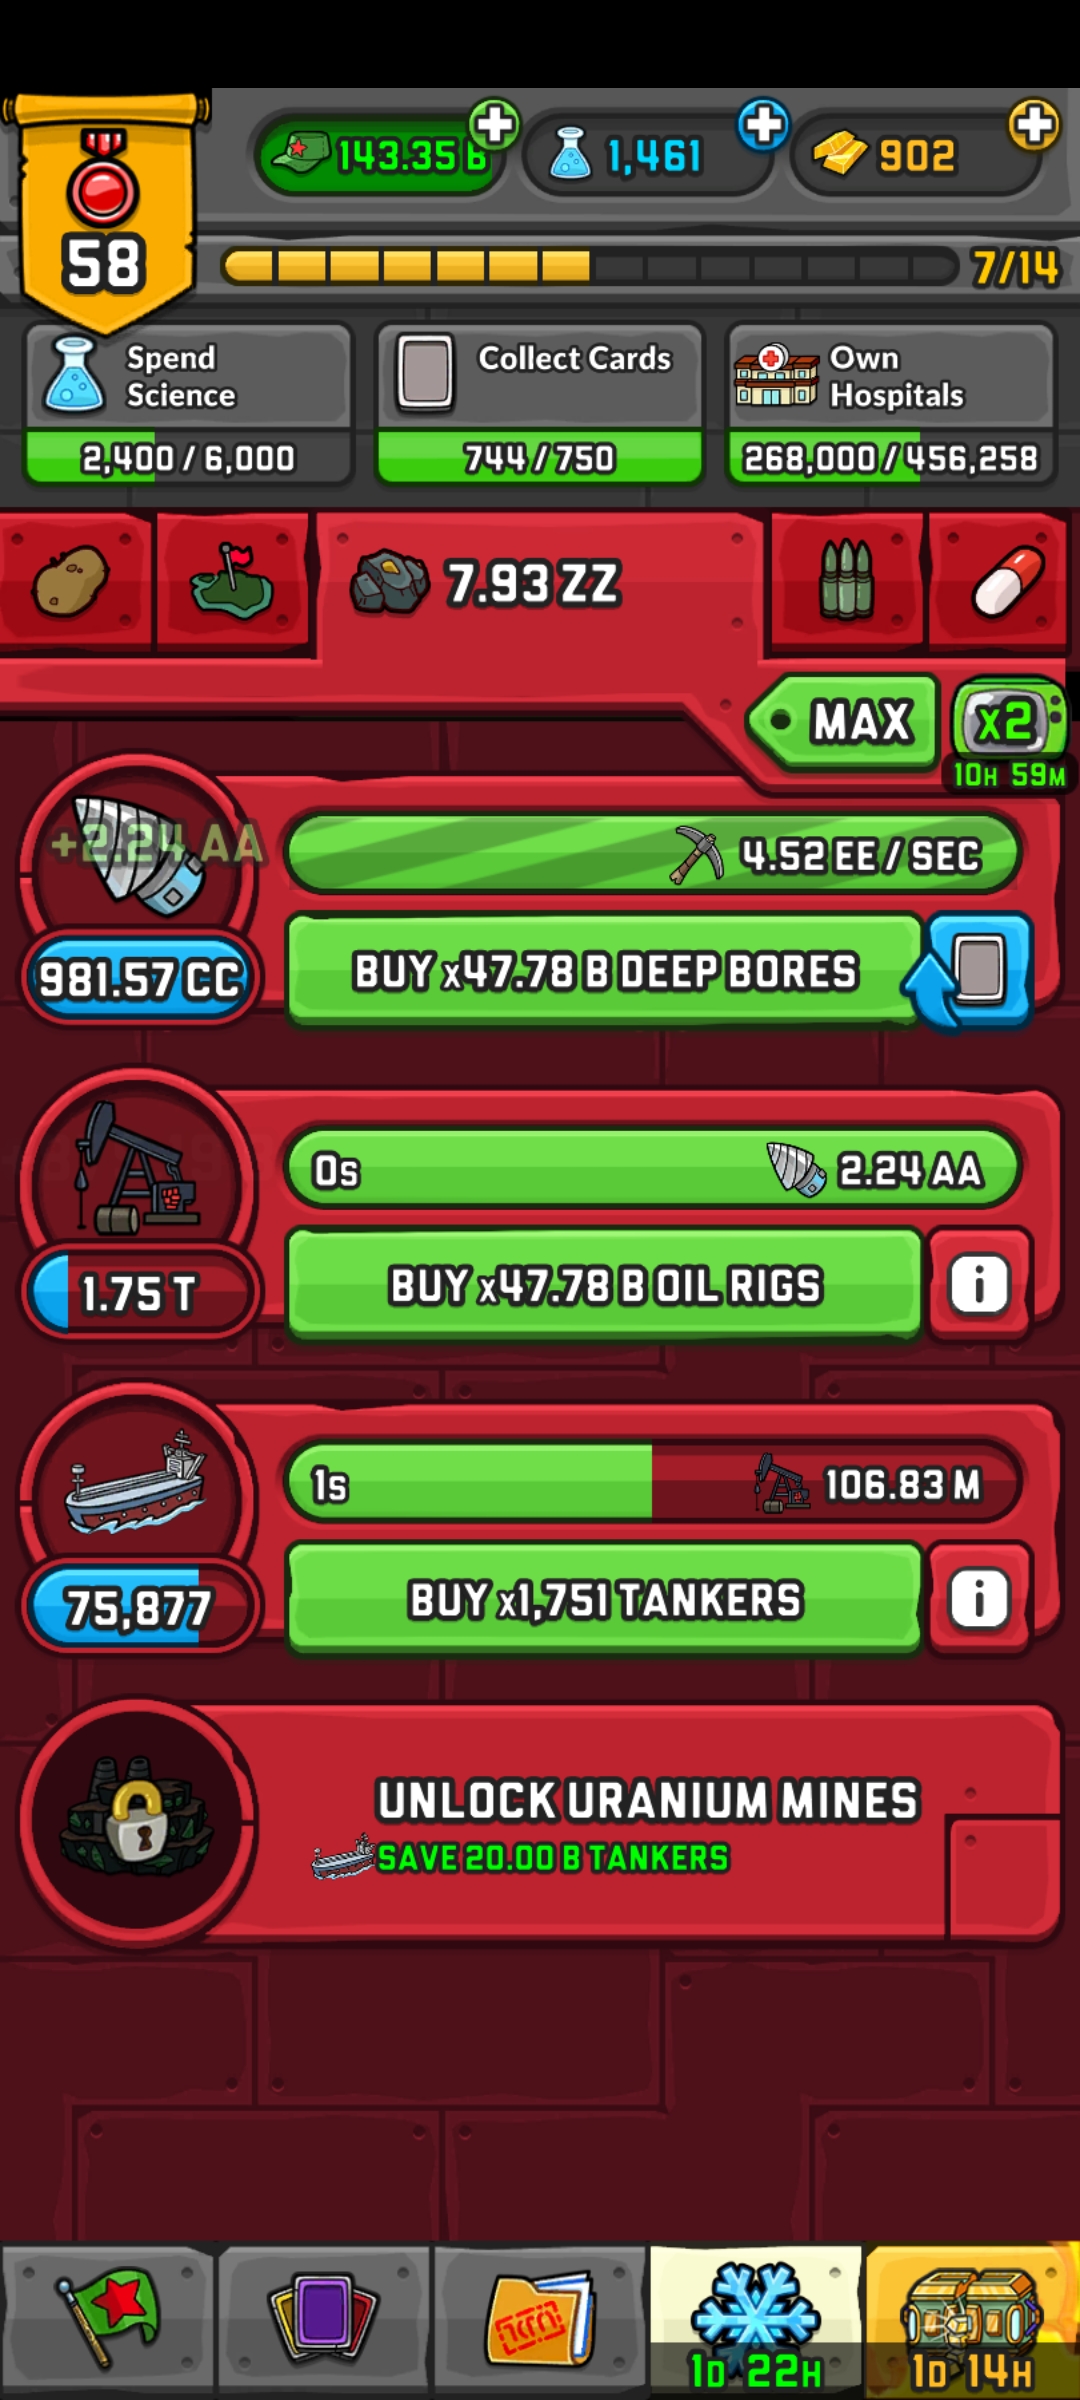 143.35 B
1,461
902
58
7/14
Spend
Science
Collect Cards
Own
Hospitals
2,400 / 6,000
744 / 750
268,000 / 456,258
7.93 ZZ
MAX
x2
10H 59M
+2.24 AA
4.52 EE / SEC
981.57 CC
BUY x47.78 B DEEP BORES
0s
2.24 AA
1.75 T
BUY x47.78 B OIL RIGS
i
1s
106.83 M
75,877
BUY x1,751 TANKERS
i
UNLOCK URANIUM MINES
SAVE 20.00 B TANKERS
1D 22H
1D 14H